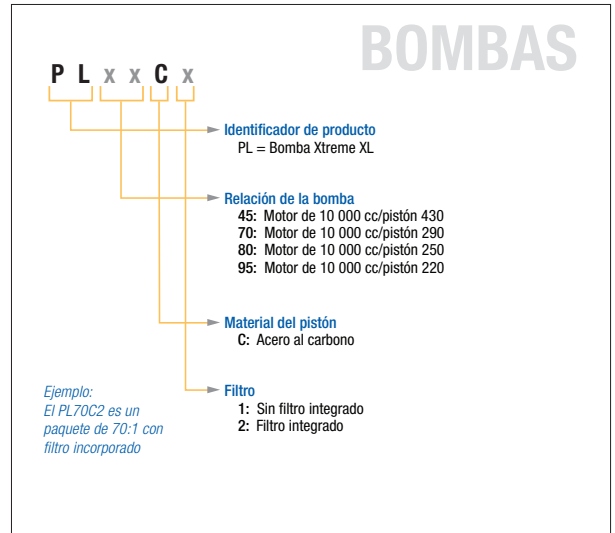 BOMBAS
P L x x C x
Identificador de producto
PL = Bomba Xtreme XL
Relación de la bomba
45: Motor de 10 000 cc/pistón 430
70: Motor de 10 000 cc/pistón 290
80: Motor de 10 000 cc/pistón 250
95: Motor de 10 000 cc/pistón 220
Material del pistón
C: Acero al carbono
Filtro
1: Sin filtro integrado
2: Filtro integrado
Ejemplo:
El PL70C2 es un
paquete de 70:1 con
filtro incorporado